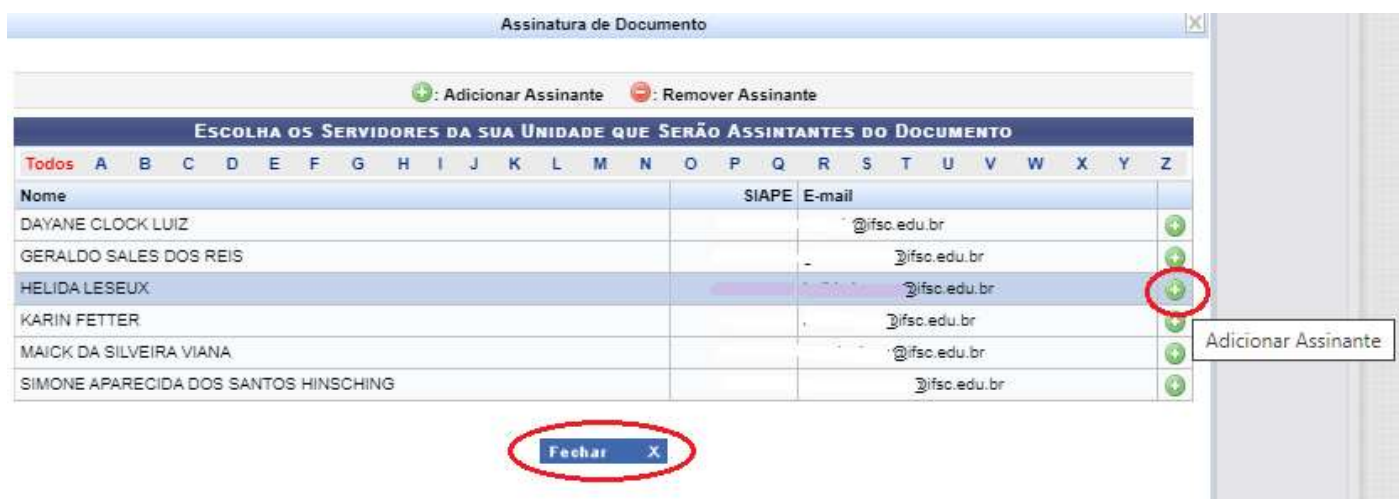 Assinatura de Documento X
: Adicionar Assinante : Remover Assinante
ESCOLHA OS SERVIDORES DA SUA UNIDADE QUE SERÃO ASSINTANTES DO DOCUMENTO
Todos A B C D E F G H I J K L M N O P Q R S T U V W X Y Z
Nome SIAPE E-mail
DAYANE CLOCK LUIZ @ifsc.edu.br
GERALDO SALES DOS REIS @ifsc.edu.br
HELIDA LESEUX @ifsc.edu.br
KARIN FETTER @ifsc.edu.br
MAICK DA SILVEIRA VIANA @ifsc.edu.br
SIMONE APARECIDA DOS SANTOS HINSCHING @ifsc.edu.br
Adicionar Assinante
Fechar X